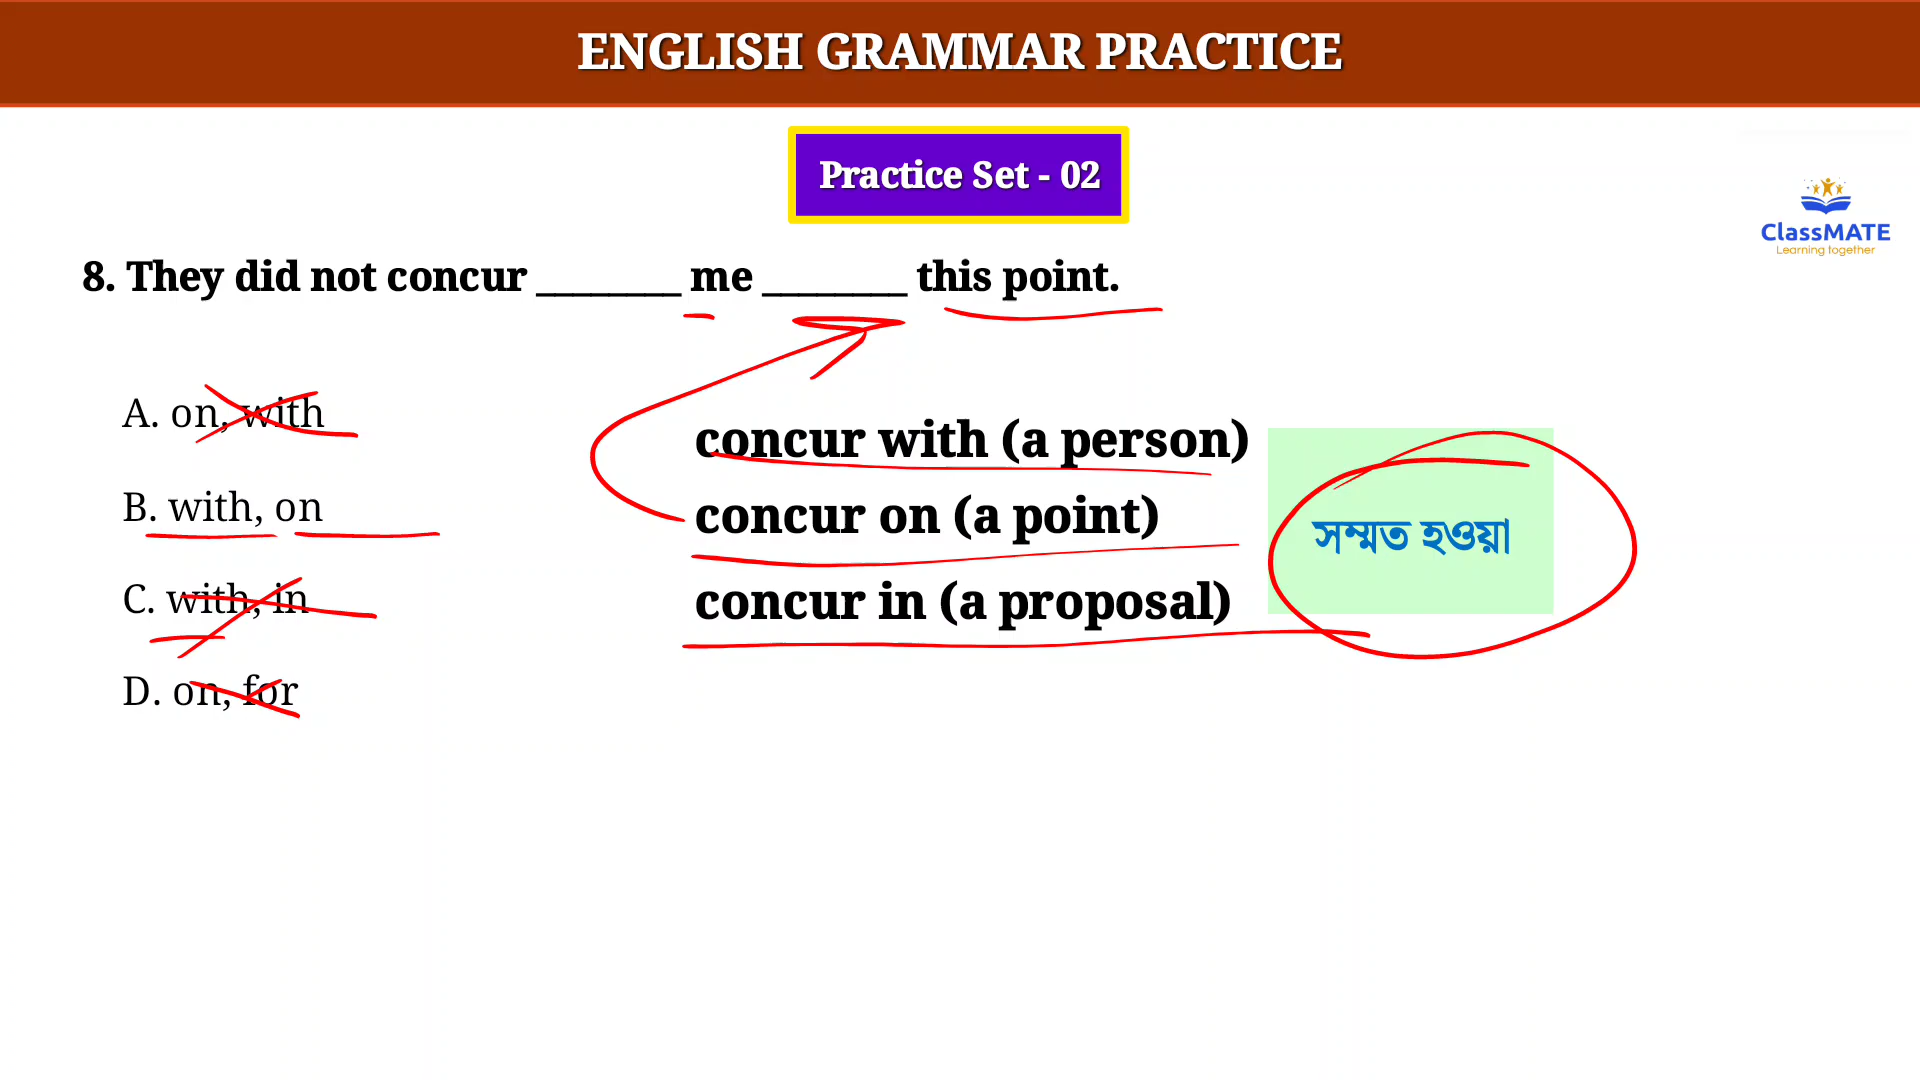 ENGLISH GRAMMAR PRACTICE
Practice Set - 02
ClassMATE
Learning together
8. They did not concur ________ me ________ this point.
A. on, with
B. with, on
C. with, in
D. on, for
concur with (a person)
concur on (a point)
concur in (a proposal)
সম্মত হওয়া